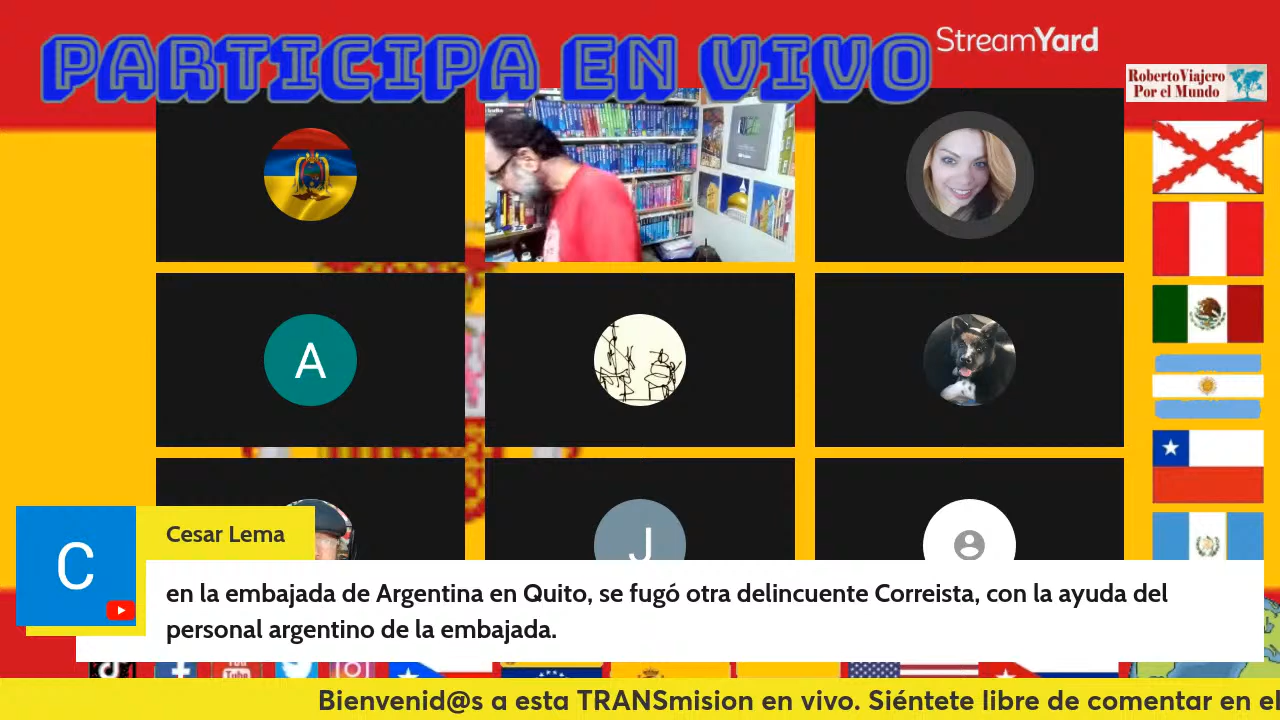 PARTICIPA EN VIVO
StreamYard
RobertoViajero
Por el Mundo
A
J
C
Cesar Lema
en la embajada de Argentina en Quito, se fugó otra delincuente Correista, con la ayuda del
personal argentino de la embajada.
You
Tube
Bienvenid@s a esta TRANSmision en vivo. Siéntete libre de comentar en el